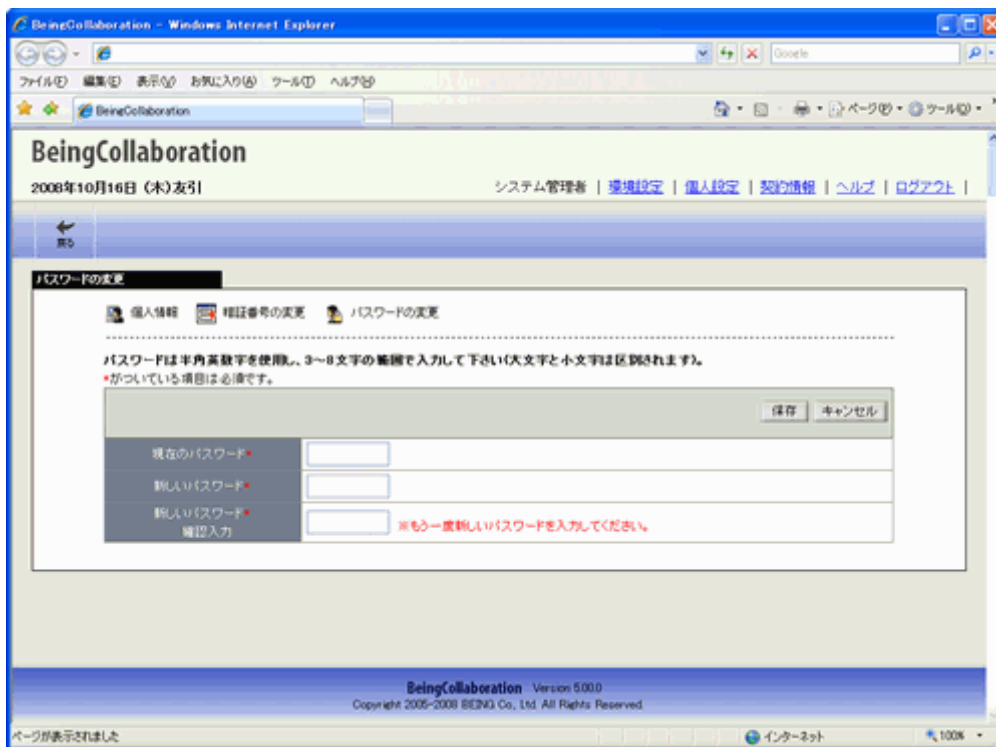 BeingCollaboration - Windows Internet Explorer
Google
ファイル(F) 編集(E) 表示(V) お気に入り(A) ツール(T) ヘルプ(H)
BeingCollaboration
ページ(P) ツール(O)
BeingCollaboration
2008年10月16日 (木)友引
システム管理者 | 環境設定 | 個人設定 | 契約情報 | ヘルプ | ログアウト |
戻る
パスワードの変更
個人情報 暗証番号の変更 パスワードの変更
パスワードは半角英数字を使用し、3~8文字の範囲で入力して下さい(大文字と小文字は区別されます)。
*がついている項目は必須です。
保存 キャンセル
現在のパスワード*
新しいパスワード*
新しいパスワード*
確認入力
※もう一度新しいパスワードを入力してください。
BeingCollaboration Version 5.00.0
Copyright 2005-2008 BEING Co., Ltd. All Rights Reserved.
ページが表示されました
インターネット
100%